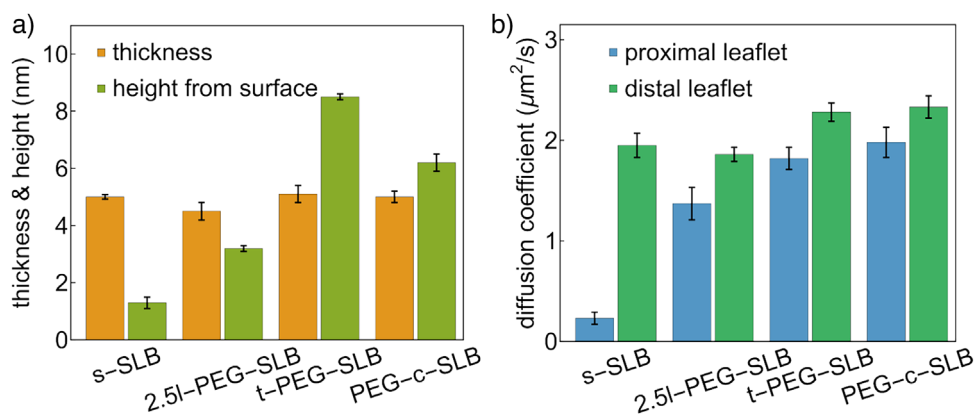 a)
thickness & height (nm)
10
8
6
4
2
0
thickness
height from surface
s–SLB
2.5l–PEG–SLB
t–PEG–SLB
PEG–c–SLB
b)
diffusion coefficient (μm²/s)
3
2
1
0
proximal leaflet
distal leaflet
s–SLB
2.5l–PEG–SLB
t–PEG–SLB
PEG–c–SLB